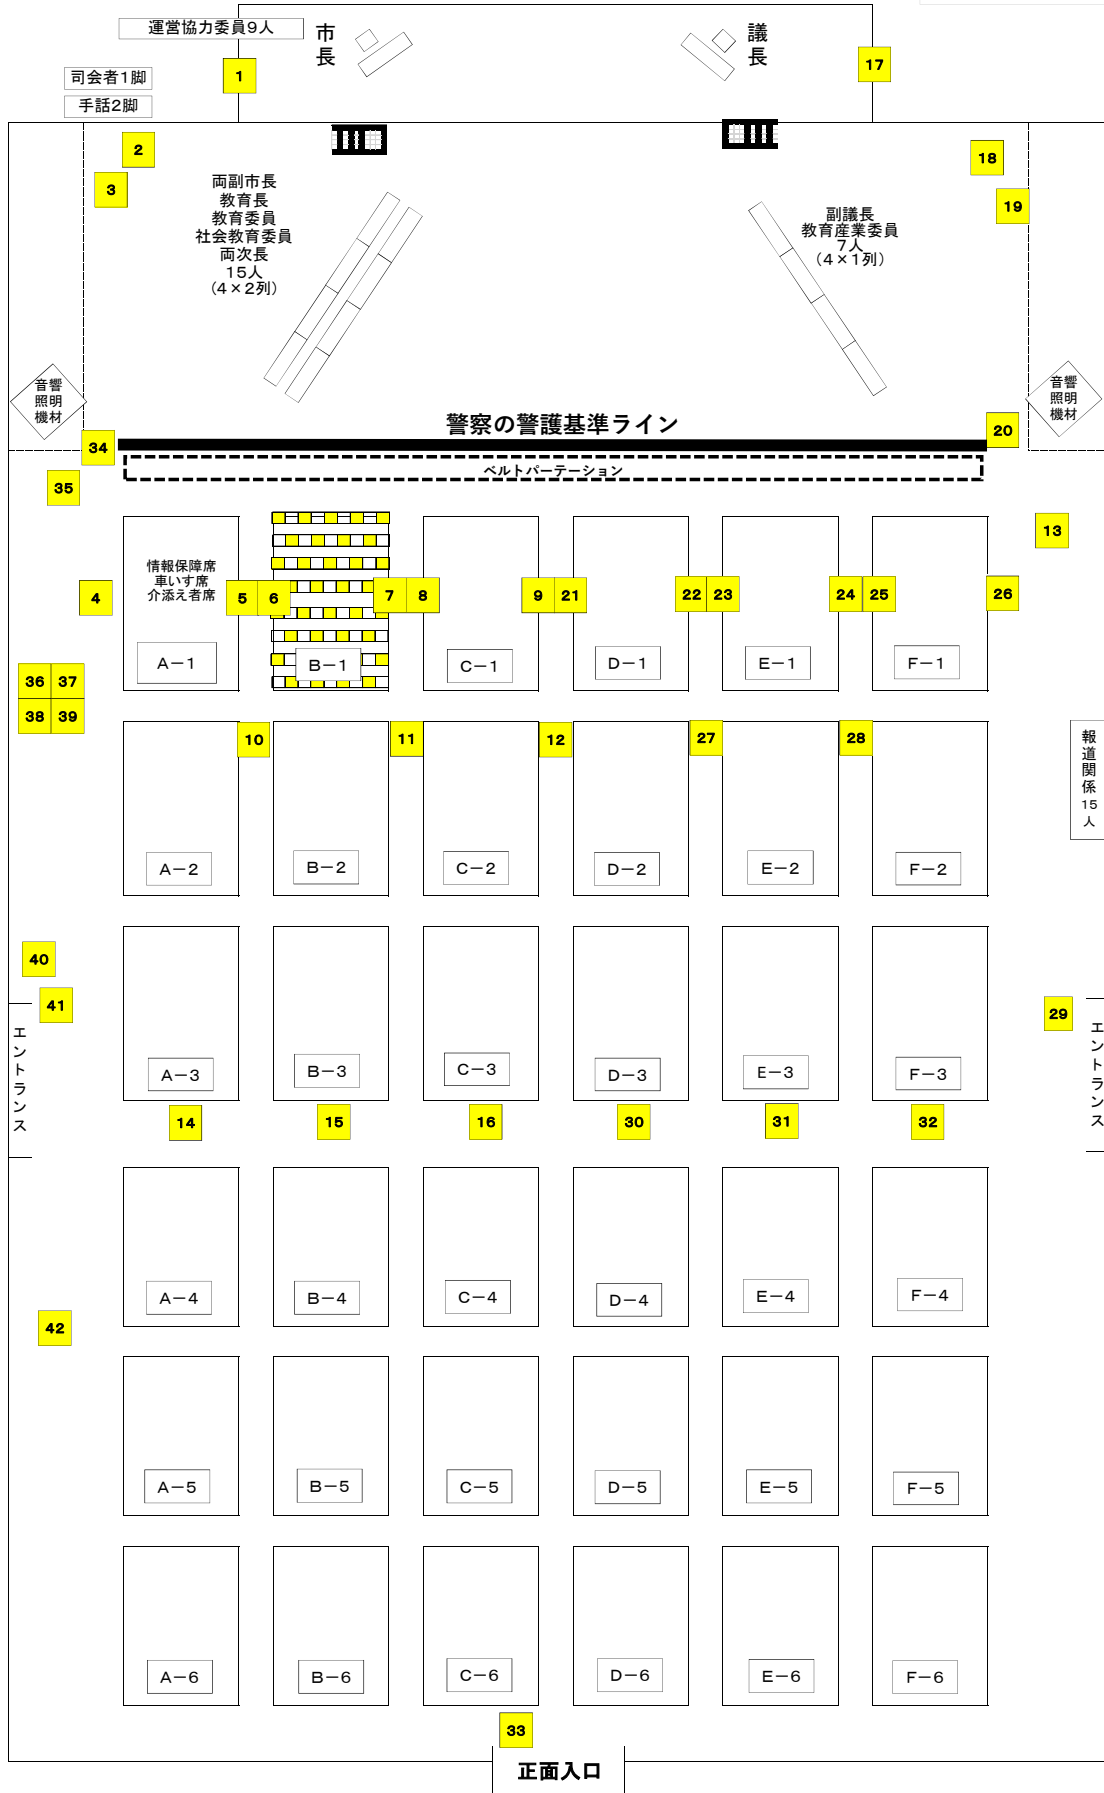 運営協力委員9人
市長
議長
司会者1脚
手話2脚
1
17
2
3
18
19
両副市長
教育長
教育委員
社会教育委員
両次長
15人
(4×2列)
副議長
教育産業委員
7人
(4×1列)
音響
照明
機材
音響
照明
機材
警察の警護基準ライン
20
34
ベルトパーテーション
35
13
情報保障席
車いす席
介添え者席
4
5
6
7
8
9
21
22
23
24
25
26
A-1
B-1
C-1
D-1
E-1
F-1
36
37
38
39
10
11
12
27
28
報道関係15人
A-2
B-2
C-2
D-2
E-2
F-2
40
41
29
エントランス
エントランス
A-3
B-3
C-3
D-3
E-3
F-3
14
15
16
30
31
32
A-4
B-4
C-4
D-4
E-4
F-4
42
A-5
B-5
C-5
D-5
E-5
F-5
A-6
B-6
C-6
D-6
E-6
F-6
33
正面入口